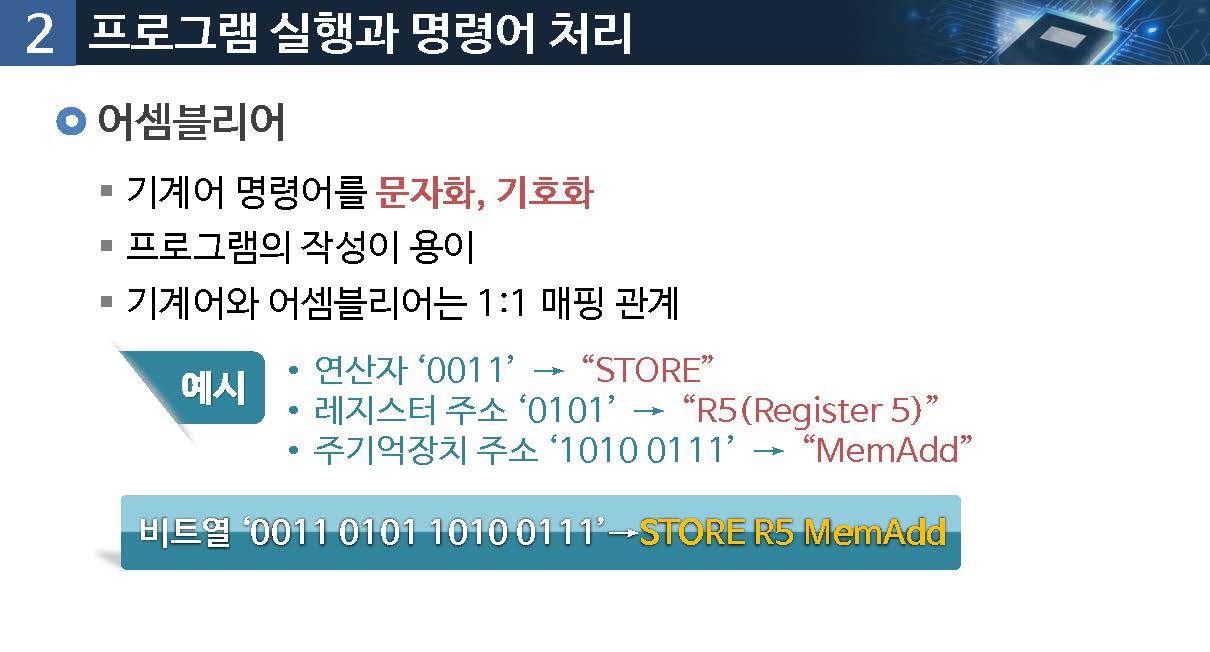 2 프로그램 실행과 명령어 처리
어셈블리어
▪ 기계어 명령어를 문자화, 기호화
▪ 프로그램의 작성이 용이
▪ 기계어와 어셈블리어는 1:1 매핑 관계
예시
• 연산자 ‘0011’ → “STORE”
• 레지스터 주소 ‘0101’ → “R5(Register 5)”
• 주기억장치 주소 ‘1010 0111’ → “MemAdd”
비트열 ‘0011 0101 1010 0111’→STORE R5 MemAdd